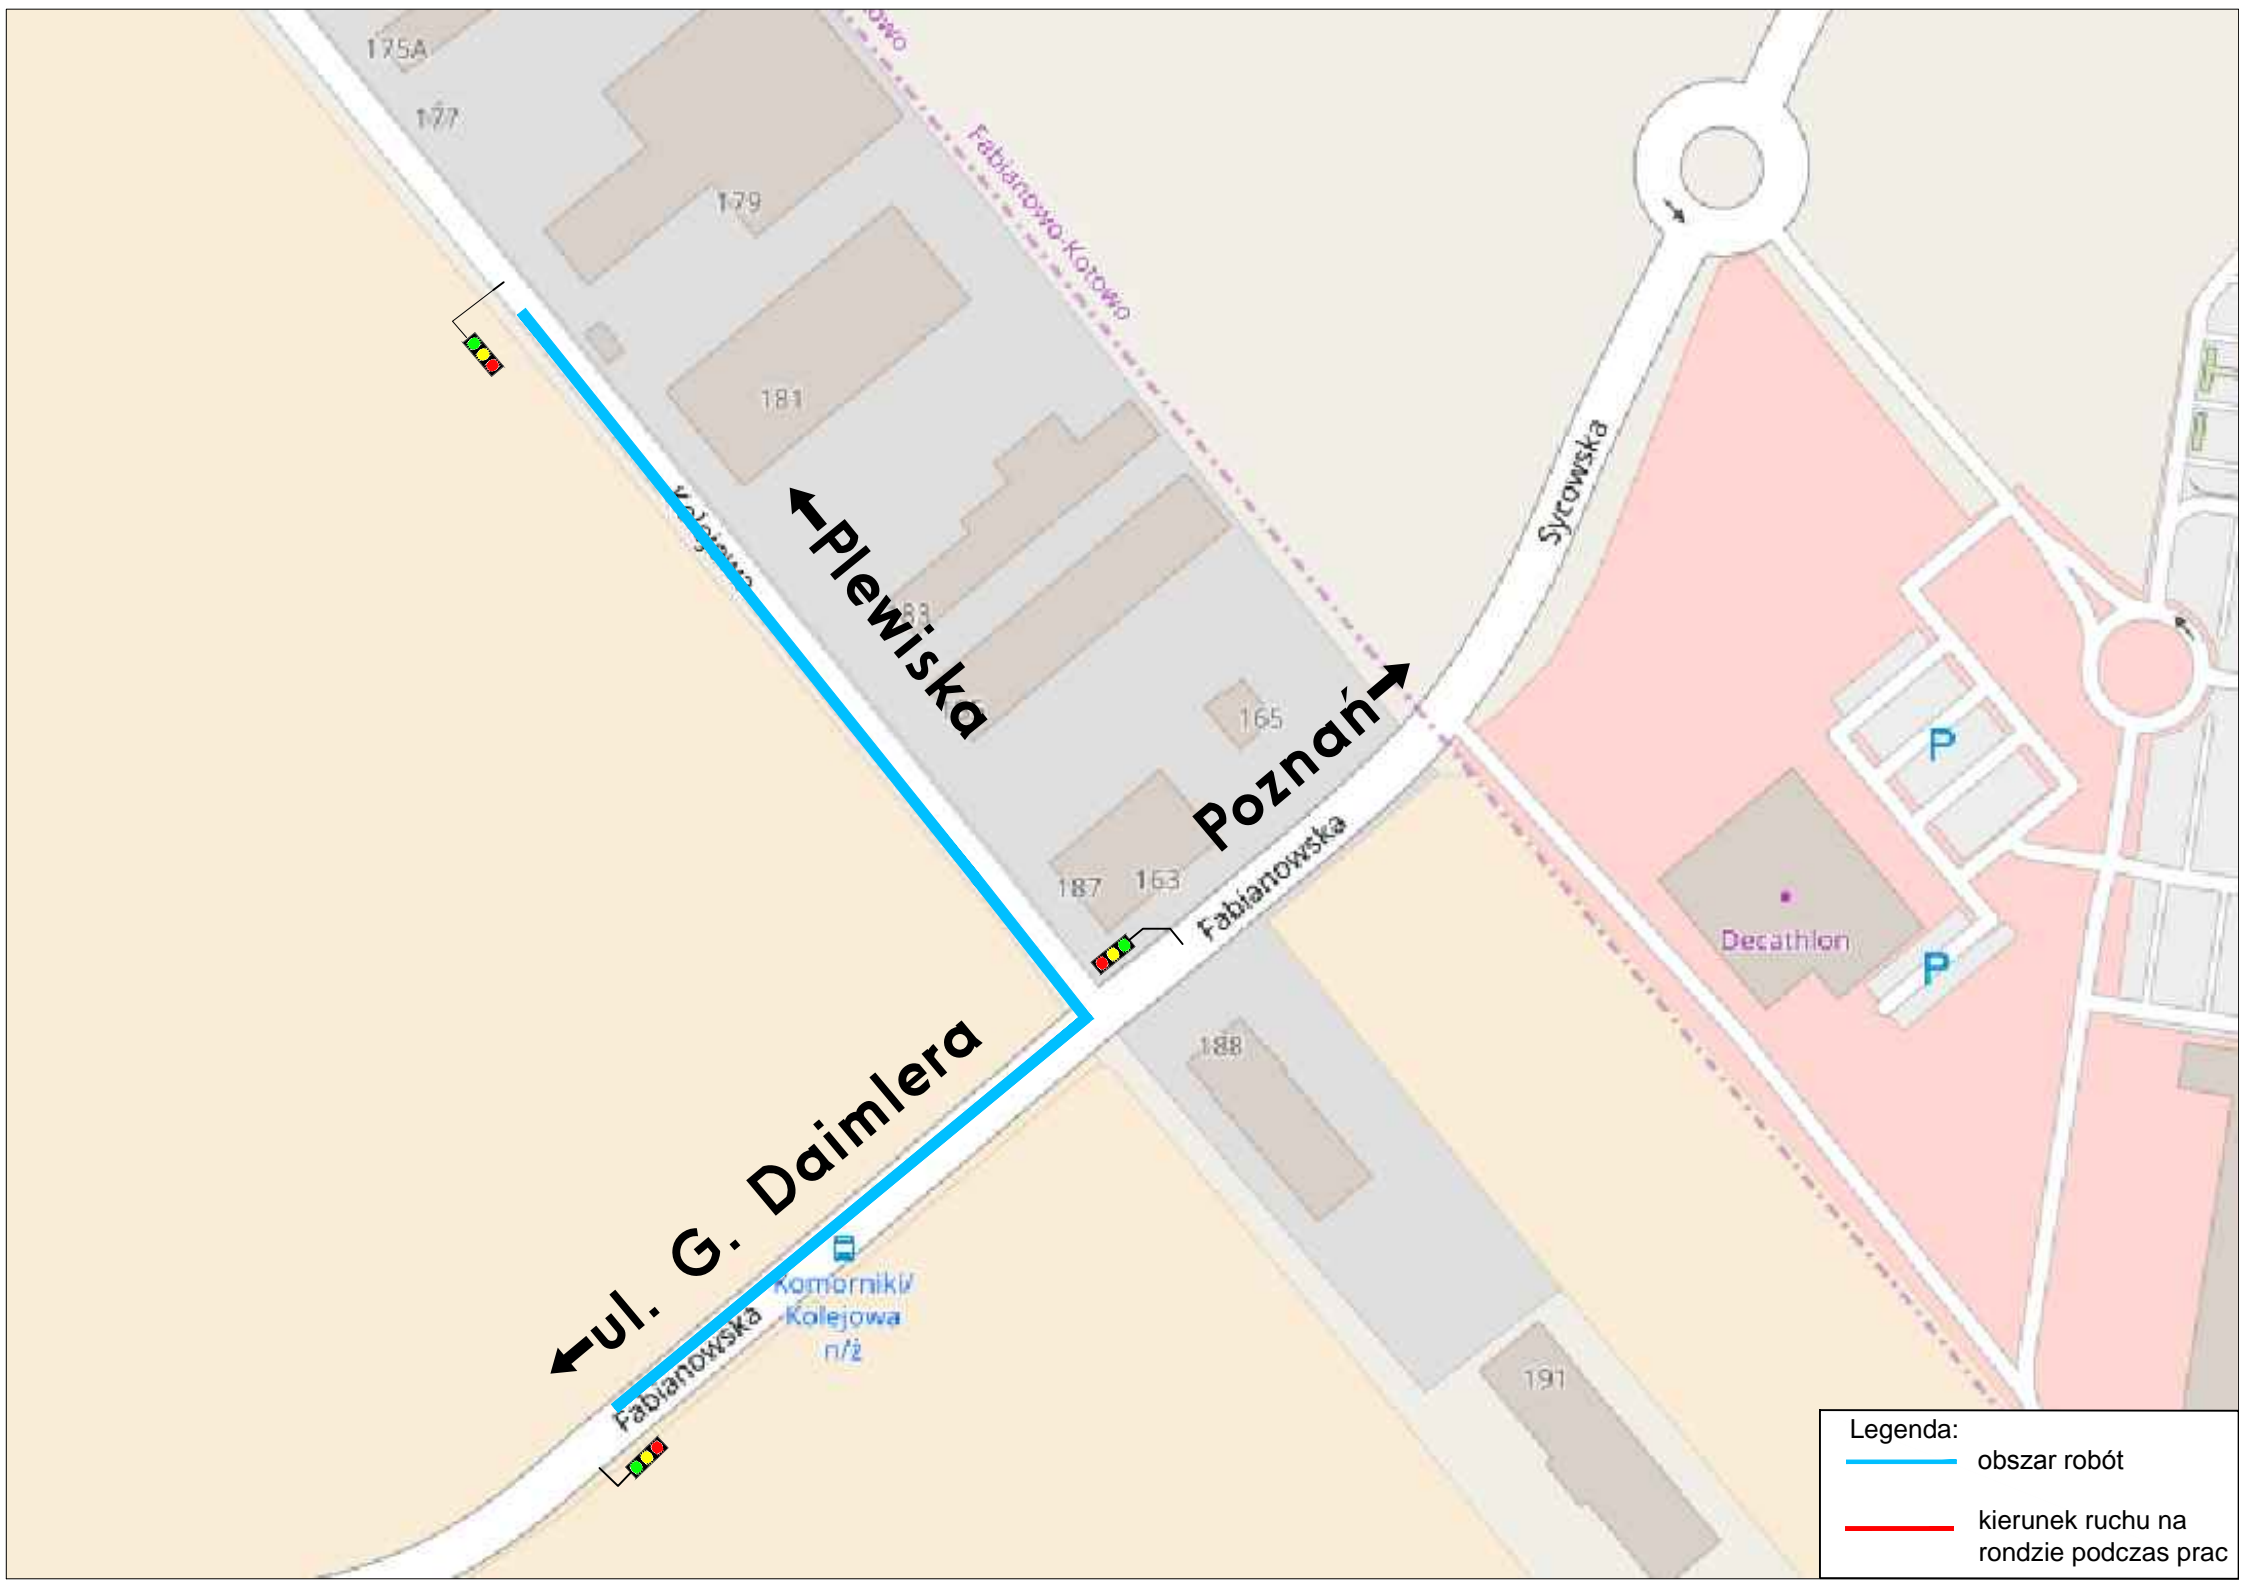 175A
177
179
Fabianowo-Kotowo
181
Kolejowa
Plewiska
83
165
Poznań
Sycowska
P
187
163
Fabianowska
Decathlon
P
188
ul. G. Daimlera
Komorniki/
Kolejowa
n/ż
Fabianowska
191
Legenda:
obszar robót
kierunek ruchu na
rondzie podczas prac